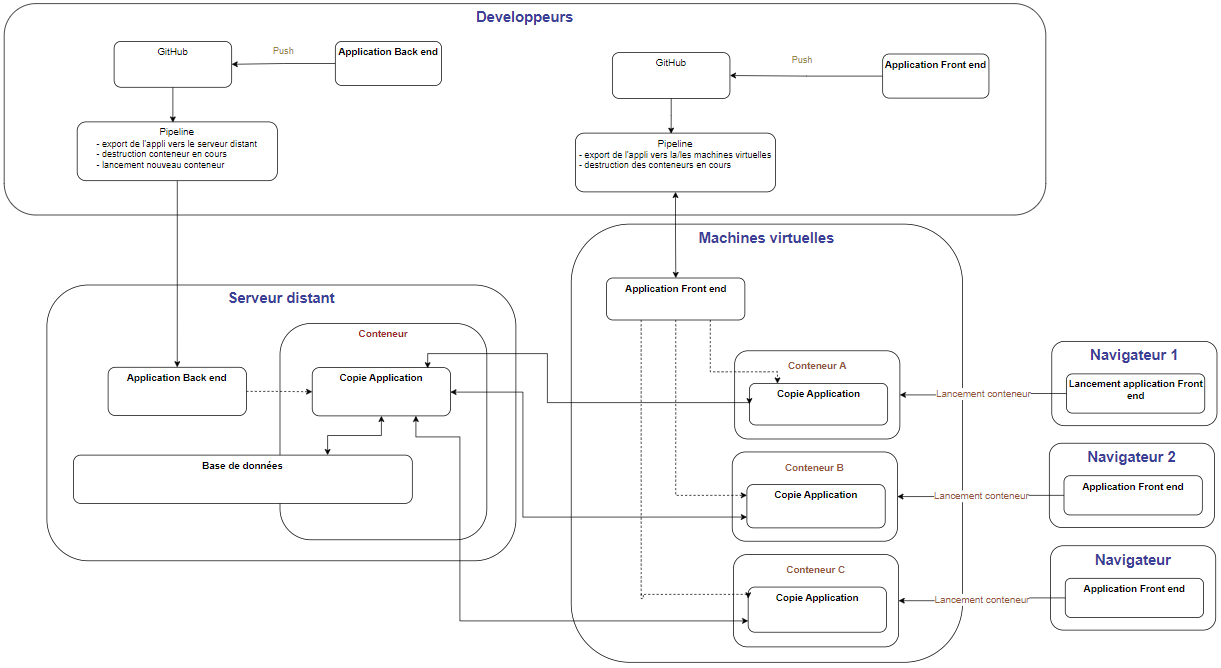 Developpeurs
GitHub
Push
Application Back end
GitHub
Push
Application Front end
Pipeline
- export de l'appli vers le serveur distant
- destruction conteneur en cours
- lancement nouveau conteneur
Pipeline
- export de l'appli vers la/les machines virtuelles
- destruction des conteneurs en cours
Machines virtuelles
Application Front end
Serveur distant
Conteneur
Application Back end
Copie Application
Base de données
Conteneur A
Copie Application
Lancement conteneur
Navigateur 1
Lancement application Front
end
Conteneur B
Copie Application
Lancement conteneur
Navigateur 2
Application Front end
Conteneur C
Copie Application
Lancement conteneur
Navigateur
Application Front end